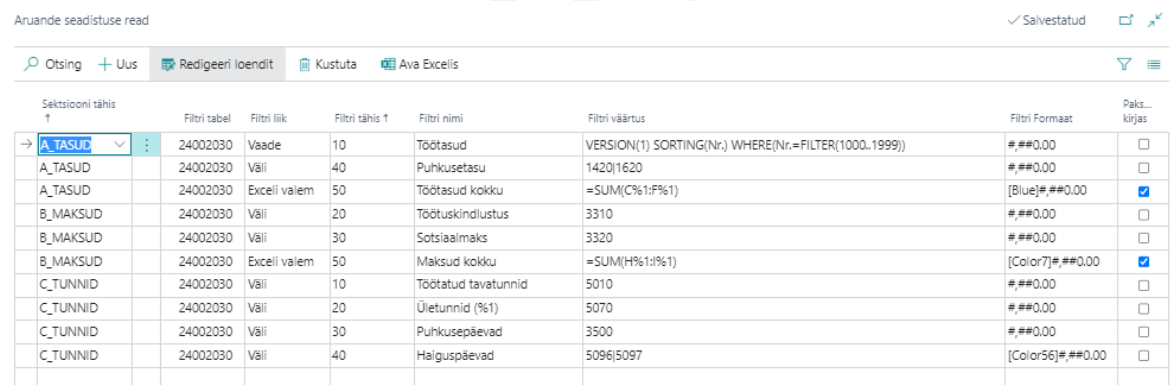 Aruande seadistuse read
Salvestatud
Otsing Uus Redigeeri loendit Kustuta Ava Excelis
Sektsiooni tähis ↑ Filtri tabel Filtri liik Filtri tähis ↑ Filtri nimi Filtri väärtus Filtri Formaat Paks... kirjas
A_TASUD 24002030 Vaade 10 Töötasud VERSION(1) SORTING(Nr.) WHERE(Nr.=FILTER(1000..1999)) #,##0.00
A_TASUD 24002030 Väli 40 Puhkusetasu 1420|1620 #,##0.00
A_TASUD 24002030 Exceli valem 50 Töötasud kokku =SUM(C%1:F%1) [Blue]#,##0.00
B_MAKSUD 24002030 Väli 20 Töötuskindlustus 3310 #,##0.00
B_MAKSUD 24002030 Väli 30 Sotsiaalmaks 3320 #,##0.00
B_MAKSUD 24002030 Exceli valem 50 Maksud kokku =SUM(H%1:I%1) [Color7]#,##0.00
C_TUNNID 24002030 Väli 10 Töötatud tavatunnid 5010 #,##0.00
C_TUNNID 24002030 Väli 20 Ületunnid (%1) 5070 #,##0.00
C_TUNNID 24002030 Väli 30 Puhkusepäevad 3500 #,##0.00
C_TUNNID 24002030 Väli 40 Haiguspäevad 5096|5097 [Color56]#,##0.00